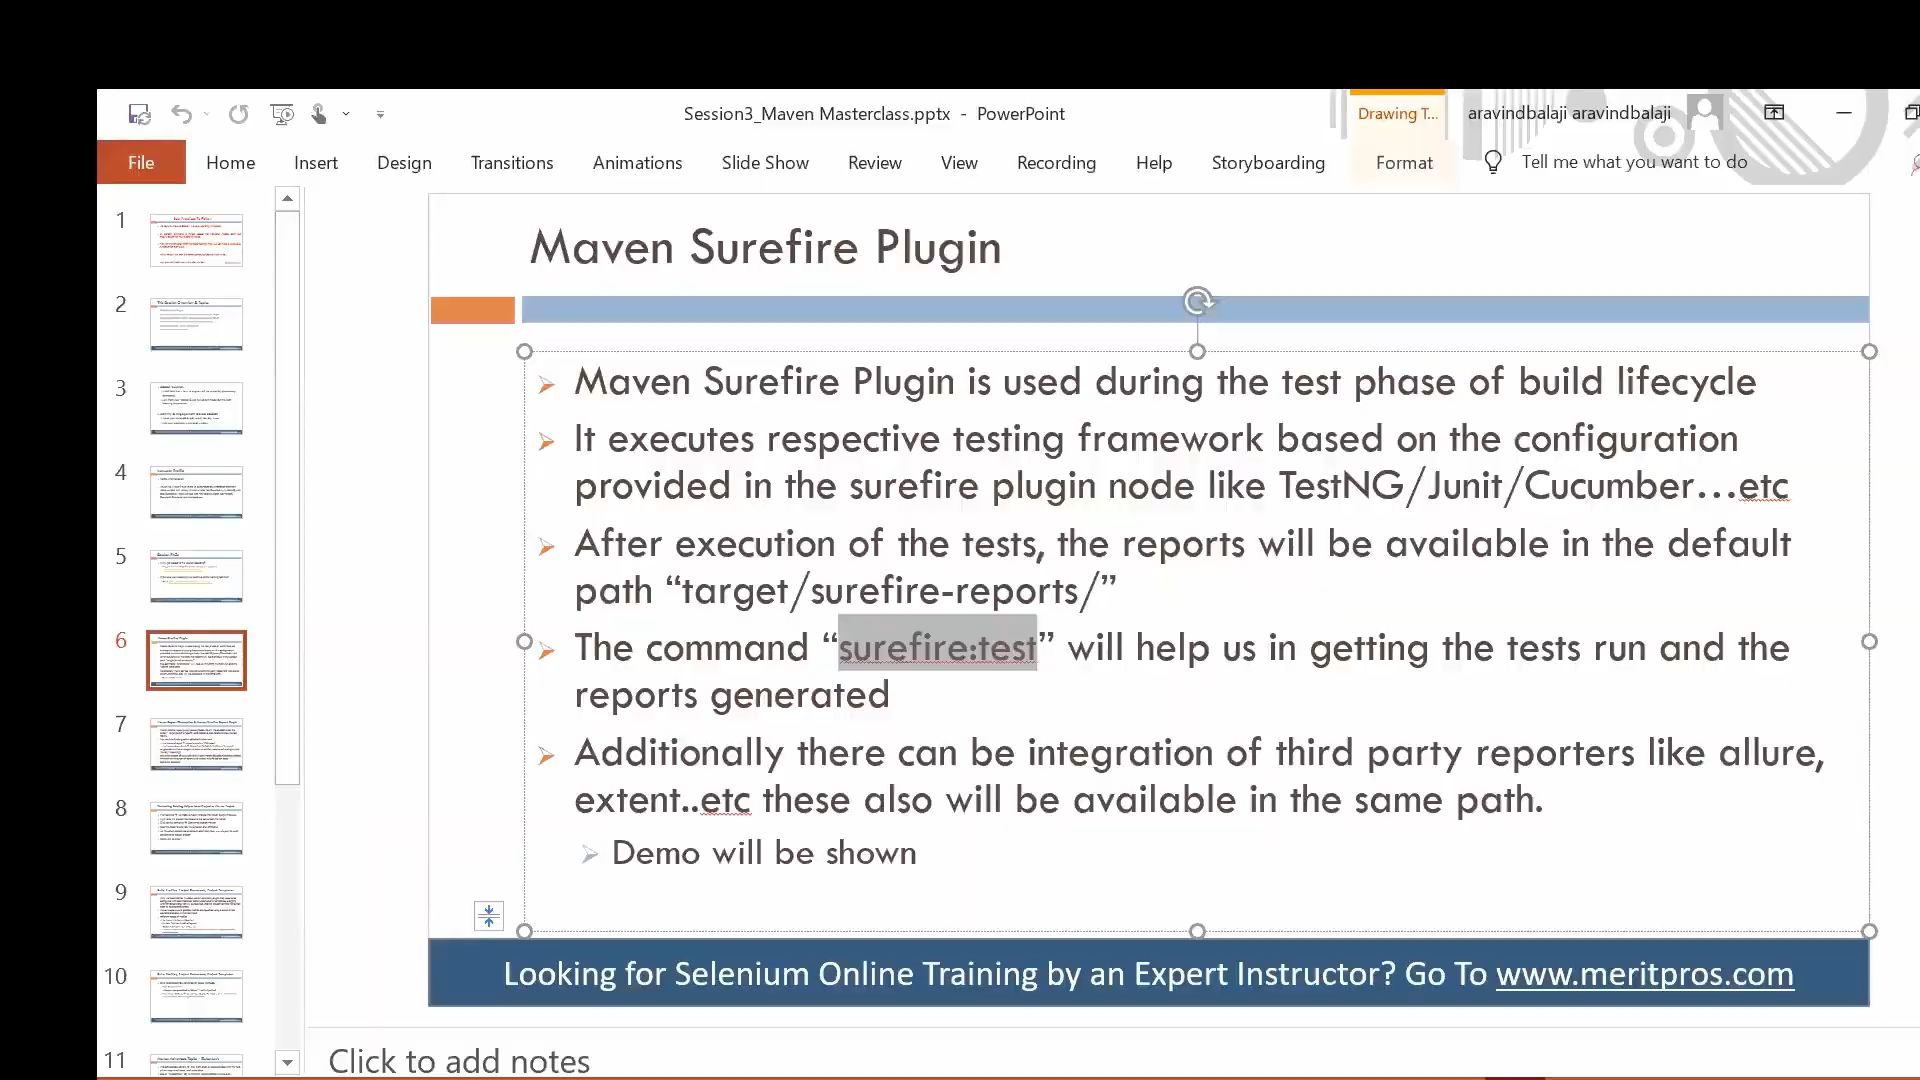 Session3_Maven Masterclass.pptx - PowerPoint
Drawing T...
aravindbalaji aravindbalaji
File
Home
Insert
Design
Transitions
Animations
Slide Show
Review
View
Recording
Help
Storyboarding
Format
Tell me what you want to do
1
2
3
4
5
6
7
8
9
10
11
Maven Surefire Plugin
Maven Surefire Plugin is used during the test phase of build lifecycle
It executes respective testing framework based on the configuration
provided in the surefire plugin node like TestNG/Junit/Cucumber...etc
After execution of the tests, the reports will be available in the default
path “target/surefire-reports/”
The command “surefire:test” will help us in getting the tests run and the
reports generated
Additionally there can be integration of third party reporters like allure,
extent..etc these also will be available in the same path.
Demo will be shown
Looking for Selenium Online Training by an Expert Instructor? Go To www.meritpros.com
Click to add notes